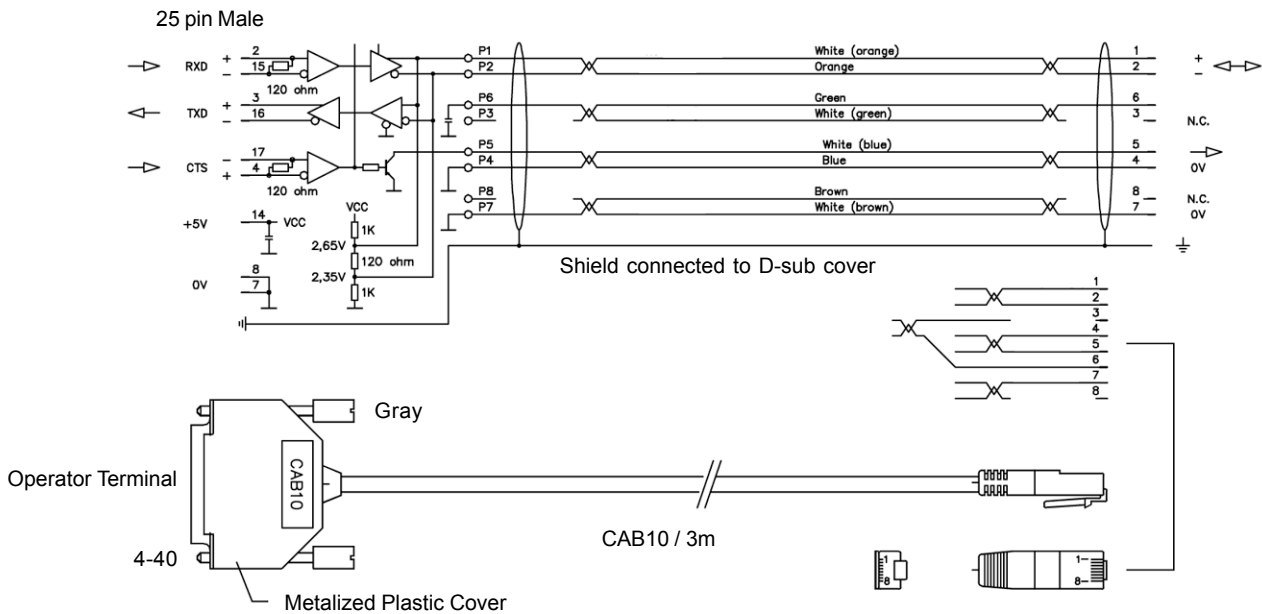 25 pin Male
RXD + 2 P1 White (orange) 1 +
- 15 P2 Orange 2 -
120 ohm
TXD + 3 P6 Green 6
- 16 P3 White (green) 3 N.C.
CTS - 17 P5 White (blue) 5
+ 4 P4 Blue 4 0V
120 ohm
P8 Brown 8 N.C.
P7 White (brown) 7 0V
+5V 14 VCC
VCC
1K
2,65V
120 ohm
2,35V
1K
0V 8
7
Shield connected to D-sub cover
1
2
3
4
5
6
7
8
Gray
Operator Terminal
CAB10
4-40
CAB10 / 3m
Metalized Plastic Cover
1
8
1
8